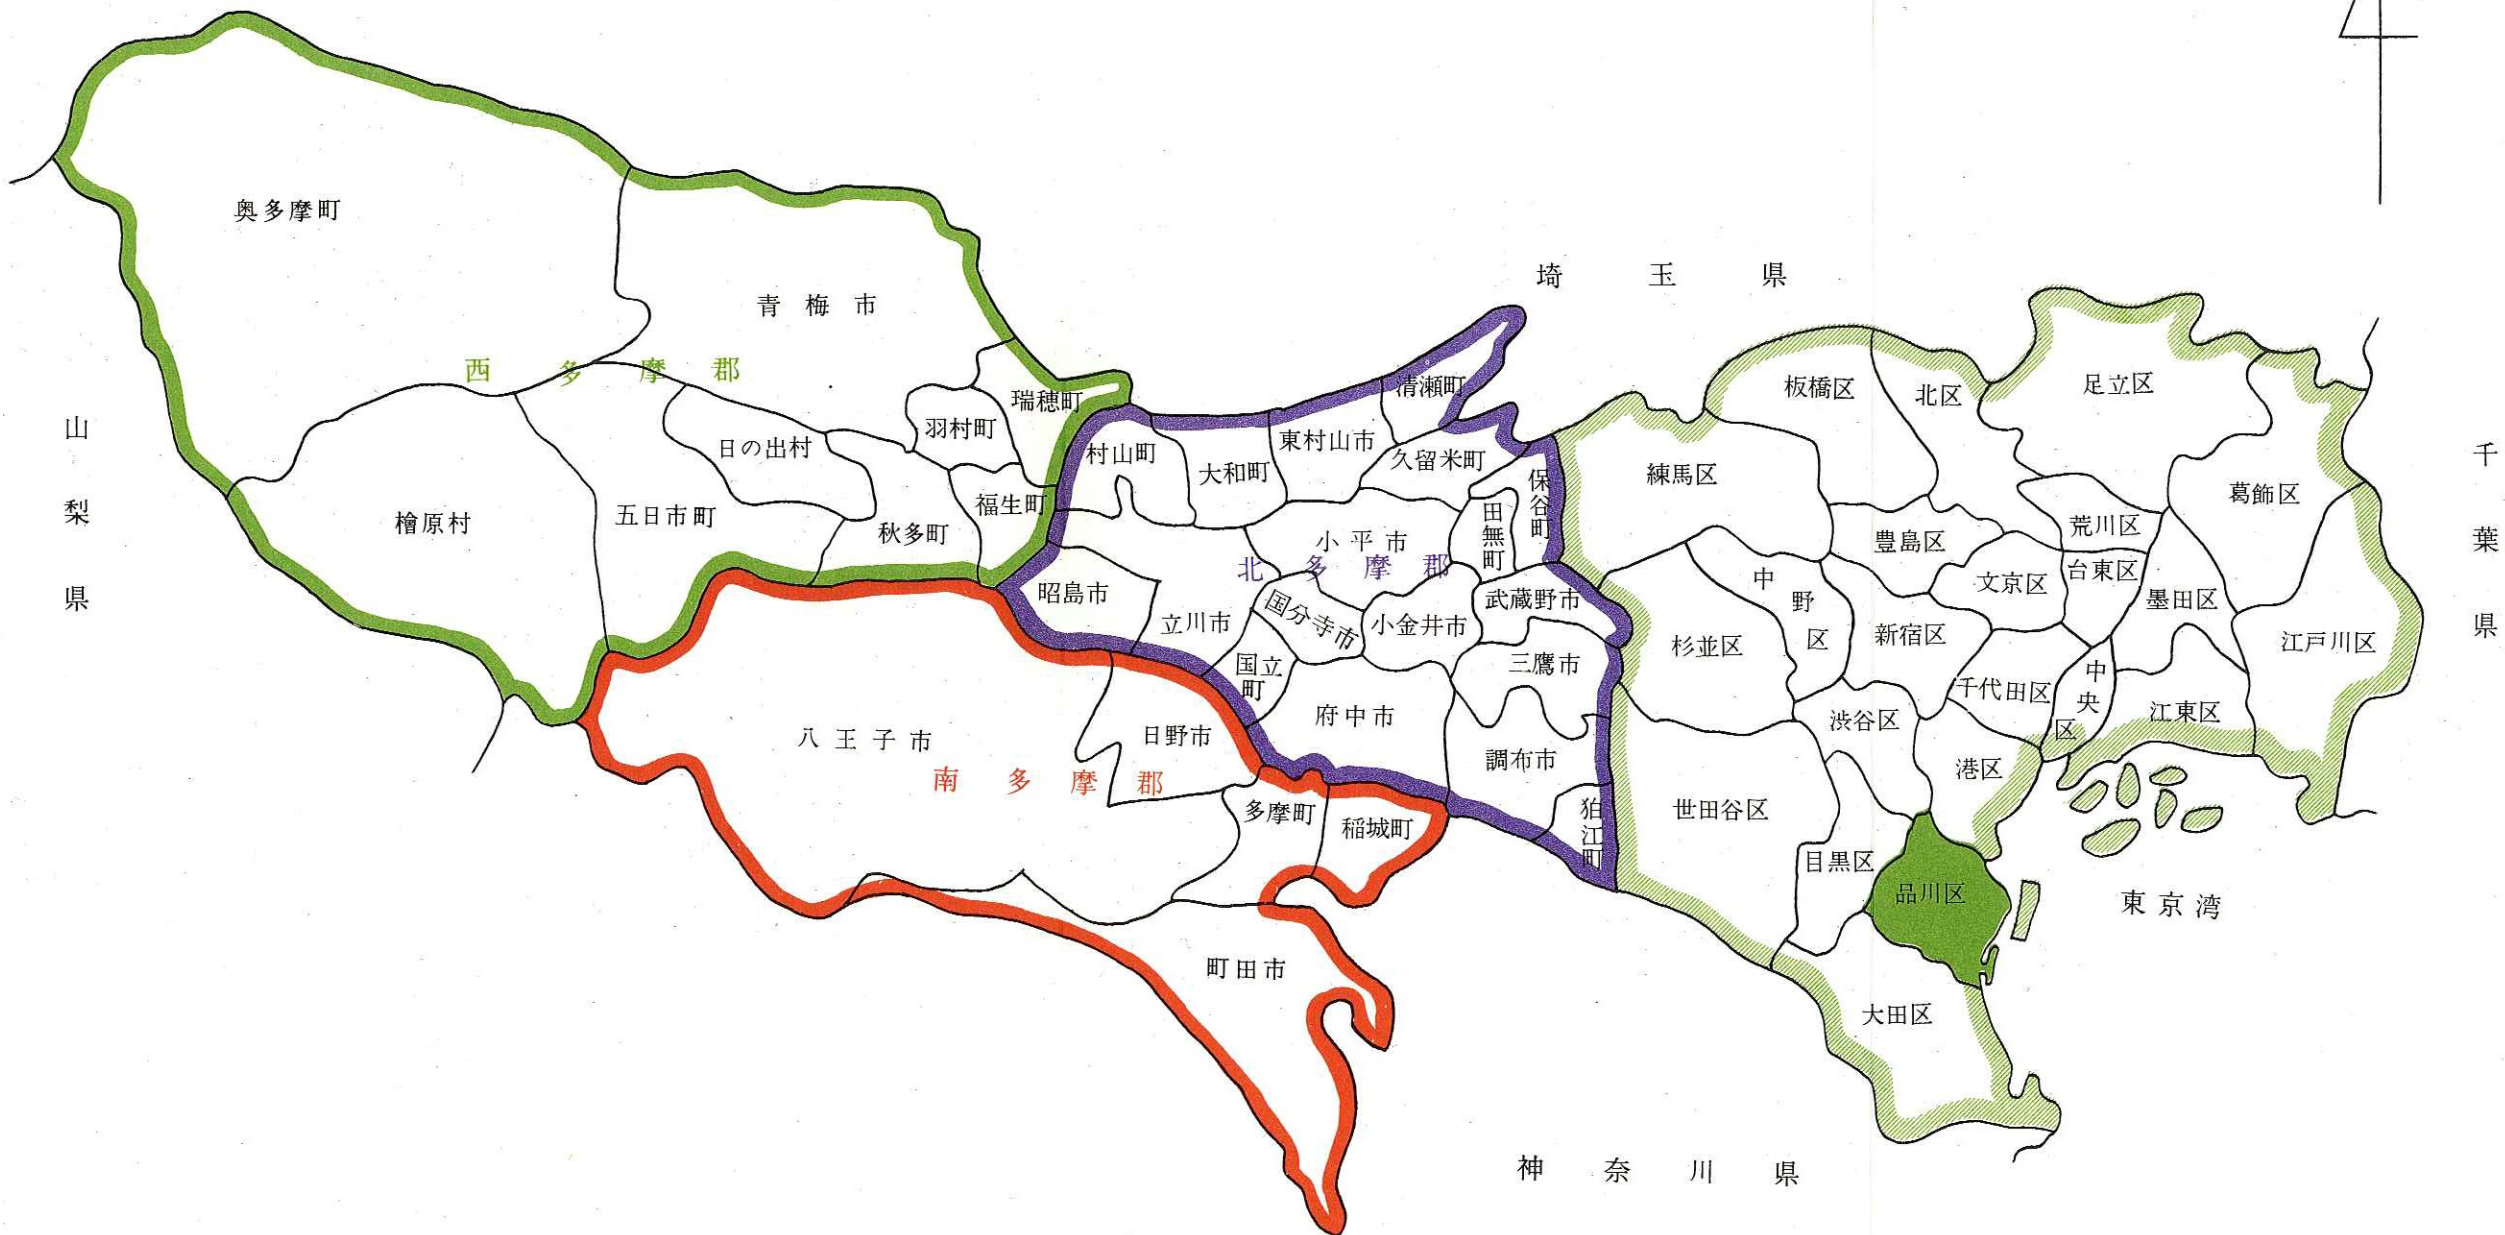 奥多摩町
青梅市
西多摩郡
瑞穂町
羽村町
日の出村
檜原村
五日市町
秋多町
福生町
山梨県
埼玉県
千葉県
神奈川県
東京湾
村山町
大和町
東村山市
清瀬町
久留米町
保谷町
田無町
小平市
北多摩郡
昭島市
立川市
国分寺市
小金井市
武蔵野市
国立
町
三鷹市
府中市
調布市
狛江町
八王子市
日野市
南多摩郡
多摩町
稲城町
町田市
板橋区
北区
足立区
練馬区
葛飾区
荒川区
豊島区
文京区
台東区
墨田区
中野区
杉並区
新宿区
江戸川区
千代田区
中央区
渋谷区
江東区
港区
世田谷区
目黒区
品川区
大田区